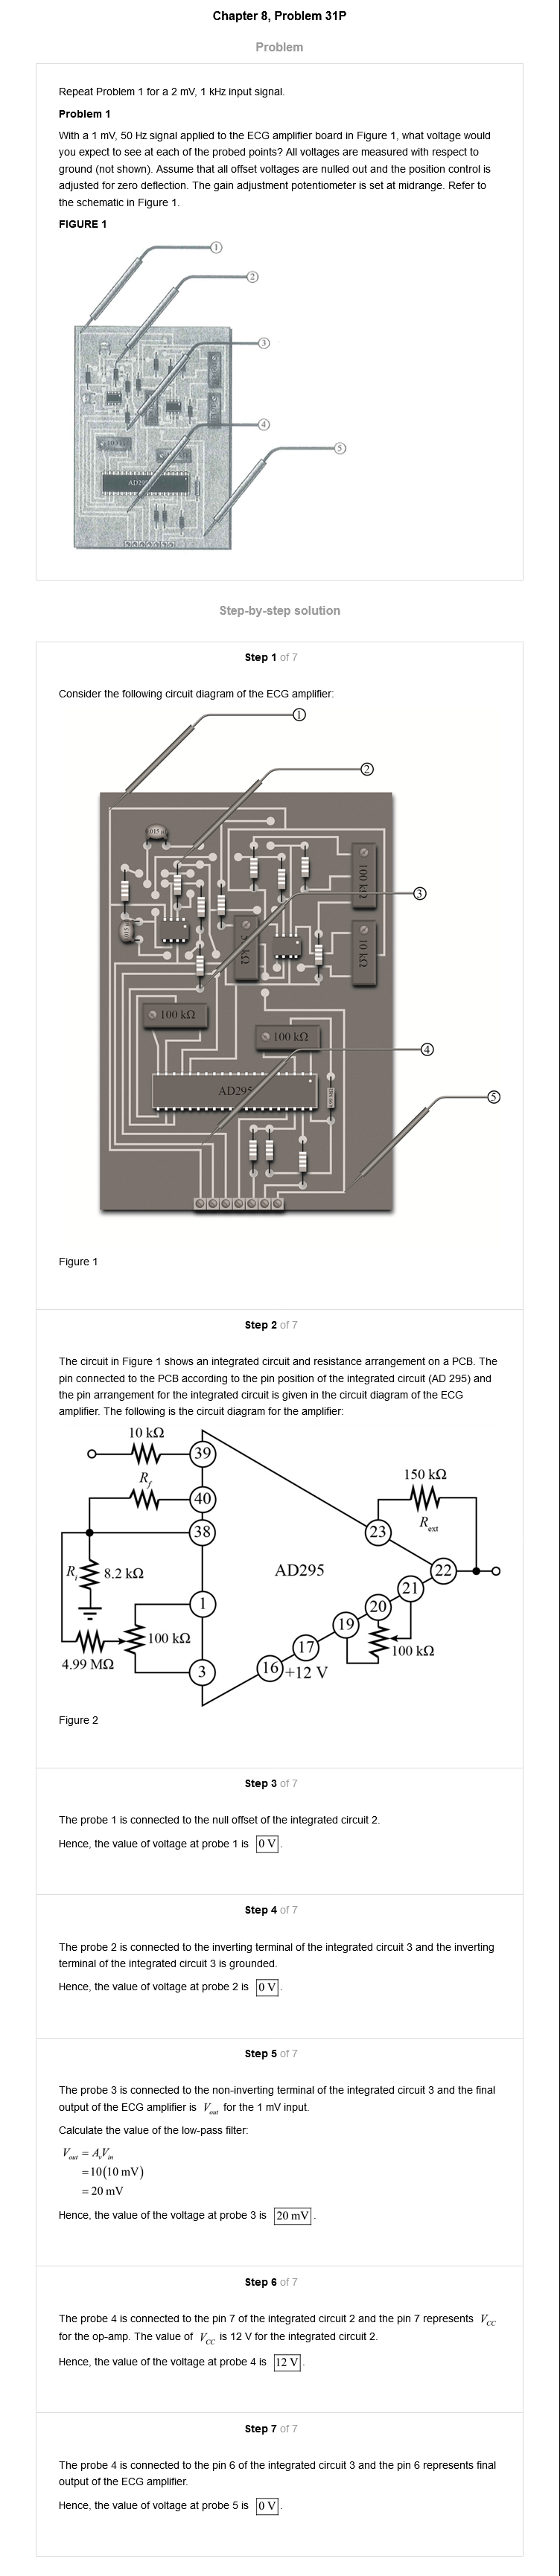 Chapter 8, Problem 31P
Problem
Repeat Problem 1 for a 2 mV, 1 kHz input signal.
Problem 1
With a 1 mV, 50 Hz signal applied to the ECG amplifier board in Figure 1, what voltage would
you expect to see at each of the probed points? All voltages are measured with respect to
ground (not shown). Assume that all offset voltages are nulled out and the position control is
adjusted for zero deflection. The gain adjustment potentiometer is set at midrange. Refer to
the schematic in Figure 1.
FIGURE 1
1
2
3
4
5
Step-by-step solution
Step 1 of 7
Consider the following circuit diagram of the ECG amplifier:
1
2
100 kΩ
3
10 kΩ
100 kΩ
100 kΩ
4
AD295
5
Figure 1
Step 2 of 7
The circuit in Figure 1 shows an integrated circuit and resistance arrangement on a PCB. The
pin connected to the PCB according to the pin position of the integrated circuit (AD 295) and
the pin arrangement for the integrated circuit is given in the circuit diagram of the ECG
amplifier. The following is the circuit diagram for the amplifier:
10 kΩ
39
R_f
40
150 kΩ
R_ext
38
23
R_i
8.2 kΩ
AD295
22
21
1
20
100 kΩ
19
17
100 kΩ
4.99 MΩ
3
16
+12 V
Figure 2
Step 3 of 7
The probe 1 is connected to the null offset of the integrated circuit 2.
Hence, the value of voltage at probe 1 is 0 V.
Step 4 of 7
The probe 2 is connected to the inverting terminal of the integrated circuit 3 and the inverting
terminal of the integrated circuit 3 is grounded.
Hence, the value of voltage at probe 2 is 0 V.
Step 5 of 7
The probe 3 is connected to the non-inverting terminal of the integrated circuit 3 and the final
output of the ECG amplifier is V_out for the 1 mV input.
Calculate the value of the low-pass filter:
V_out = A_v V_in
= 10(10 mV)
= 20 mV
Hence, the value of the voltage at probe 3 is 20 mV.
Step 6 of 7
The probe 4 is connected to the pin 7 of the integrated circuit 2 and the pin 7 represents V_CC
for the op-amp. The value of V_CC is 12 V for the integrated circuit 2.
Hence, the value of the voltage at probe 4 is 12 V.
Step 7 of 7
The probe 4 is connected to the pin 6 of the integrated circuit 3 and the pin 6 represents final
output of the ECG amplifier.
Hence, the value of voltage at probe 5 is 0 V.